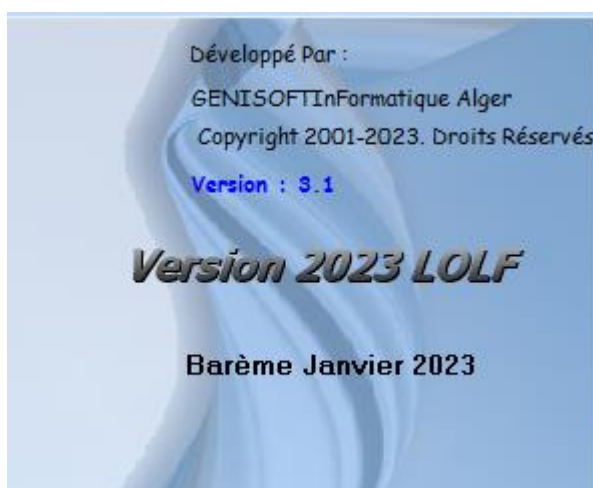 Développé Par :
GENISOFTInFormatique Alger
Copyright 2001-2023. Droits Réservés
Version : 3.1
Version 2023 LOLF
Barème Janvier 2023